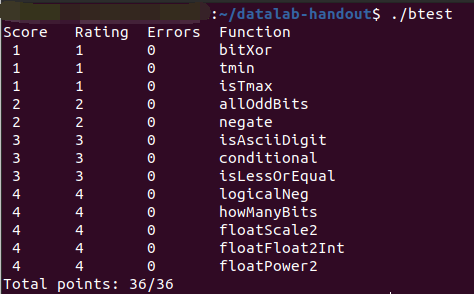 :~/datalab-handout$ ./btest
Score Rating Errors Function
1 1 0 bitXor
1 1 0 tmin
1 1 0 isTmax
2 2 0 allOddBits
2 2 0 negate
3 3 0 isAsciiDigit
3 3 0 conditional
3 3 0 isLessOrEqual
4 4 0 logicalNeg
4 4 0 howManyBits
4 4 0 floatScale2
4 4 0 floatFloat2Int
4 4 0 floatPower2
Total points: 36/36